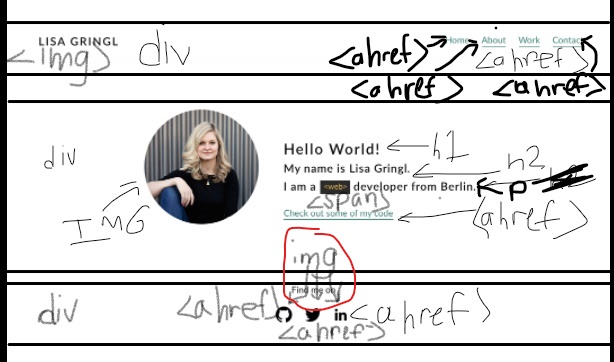 LISA GRINGL
<img> div
Home About Work Contac
<ahref> <ahref>
<ahref> <ahref>
div
IMG
Hello World! h1
My name is Lisa Gringl. h2
I am a <web> developer from Berlin. p
<span>
Check out some of my code <ahref>
img
Find me on
div <ahref> in <ahref>
<ahref>